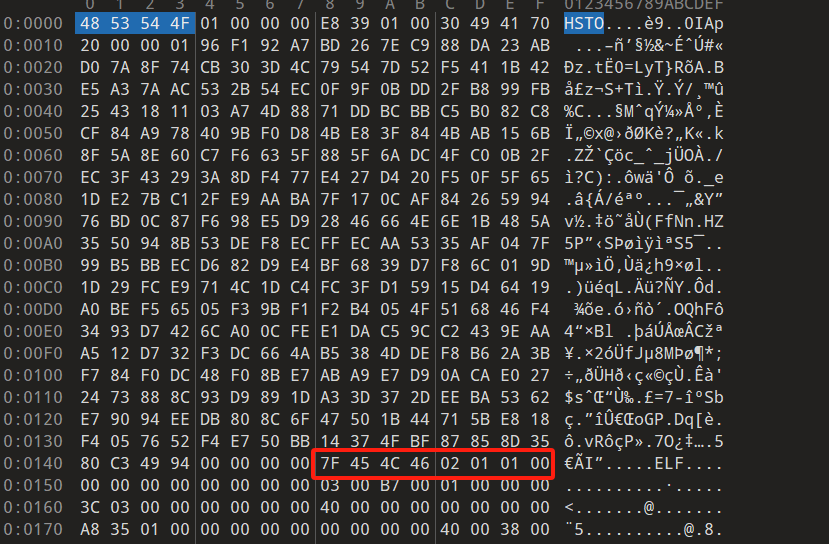 0 1 2 3 4 5 6 7 8 9 A B C D E F 0123456789ABCDEF
0:0000 48 53 54 4F 01 00 00 00 E8 39 01 00 30 49 41 70 HSTO....è9..0IAp
0:0010 20 00 00 01 96 F1 92 A7 BD 26 7E C9 88 DA 23 AB ...–ñ’§½&~ÉˆÚ#«
0:0020 D0 7A 8F 74 CB 30 3D 4C 79 54 7D 52 F5 41 1B 42 Ðz.tË0=LyT}RõA.B
0:0030 E5 A3 7A AC 53 2B 54 EC 0F 9F 0B DD 2F B8 99 FB å£z¬S+Tì.Ÿ.Ý/¸™û
0:0040 25 43 18 11 03 A7 4D 88 71 DD BC BB C5 B0 82 C8 %C...§MˆqÝ¼»Å°‚È
0:0050 CF 84 A9 78 40 9B F0 D8 4B E8 3F 84 4B AB 15 6B Ï„©x@›ðØKè?„K«.k
0:0060 8F 5A 8E 60 C7 F6 63 5F 88 5F 6A DC 4F C0 0B 2F .ZŽ`Çöc_ˆ_jÜOÀ./
0:0070 EC 3F 43 29 3A 8D F4 77 E4 27 D4 20 F5 0F 5F 65 ì?C):.ôwä'Ô õ._e
0:0080 1D E2 7B C1 2F E9 AA BA 7F 17 0C AF 84 26 59 94 .â{Á/éªº...¯„&Y”
0:0090 76 BD 0C 87 F6 98 E5 D9 28 46 66 4E 6E 1B 48 5A v½.‡ö˜åÙ(FfNn.HZ
0:00A0 35 50 94 8B 53 DE F8 EC FF EC AA 53 35 AF 04 7F 5P”‹SÞøìÿìªS5¯..
0:00B0 99 B5 BB EC D6 82 D9 E4 BF 68 39 D7 F8 6C 01 9D ™µ»ìÖ‚Ùä¿h9×øl..
0:00C0 1D 29 FC E9 71 4C 1D C4 FC 3F D1 59 15 D4 64 19 .)üéqL.Äü?ÑY.Ôd.
0:00D0 A0 BE F5 65 05 F3 9B F1 F2 B4 05 4F 51 68 46 F4 ¾õe.ó›ñò´.OQhFô
0:00E0 34 93 D7 42 6C A0 0C FE E1 DA C5 9C C2 43 9E AA 4“×Bl .þáÚÅœÂCžª
0:00F0 A5 12 D7 32 F3 DC 66 4A B5 38 4D DE F8 B6 2A 3B ¥.×2óÜfJµ8MÞø¶*;
0:0100 F7 84 F0 DC 48 F0 8B E7 AB A9 E7 D9 0A CA E0 27 ÷„ðÜHð‹ç«©çÙ.Êà'
0:0110 24 73 88 8C 93 D9 89 1D A3 3D 37 2D EE BA 53 62 $sˆŒ“Ù‰.£=7-îºSb
0:0120 E7 90 94 EE DB 80 8C 6F 47 50 1B 44 71 5B E8 18 ç.”îÛ€ŒoGP.Dq[è.
0:0130 F4 05 76 52 F4 E7 50 BB 14 37 4F BF 87 85 8D 35 ô.vRôçP».7O¿‡….5
0:0140 80 C3 49 94 00 00 00 00 7F 45 4C 46 02 01 01 00 €ÃI”.....ELF....
0:0150 00 00 00 00 00 00 00 00 03 00 B7 00 01 00 00 00 ..........·.....
0:0160 3C 03 00 00 00 00 00 00 40 00 00 00 00 00 00 00 <.......@.......
0:0170 A8 35 01 00 00 00 00 00 00 00 00 00 40 00 38 00 ¨5..........@.8.